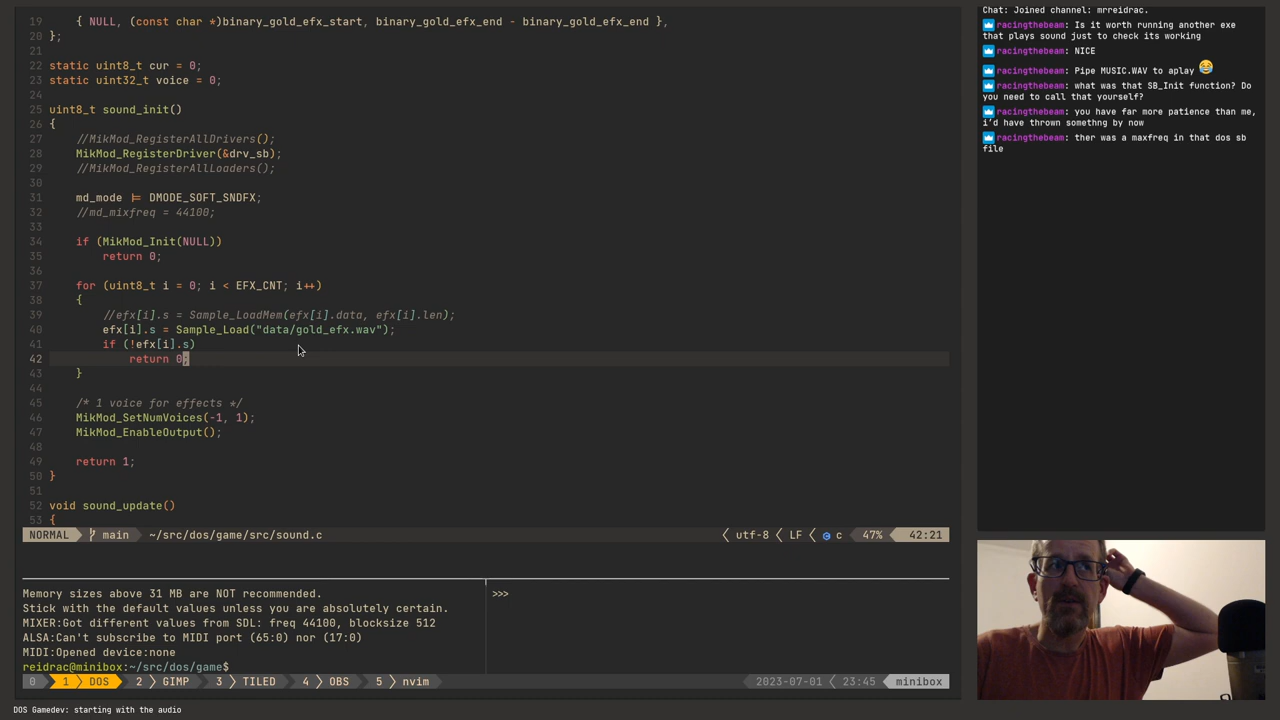 19     { NULL, (const char *)binary_gold_efx_start, binary_gold_efx_end - binary_gold_efx_end },
20 };
21
22 static uint8_t cur = 0;
23 static uint32_t voice = 0;
24
25 uint8_t sound_init()
26 {
27     //MikMod_RegisterAllDrivers();
28     MikMod_RegisterDriver(&drv_sb);
29     //MikMod_RegisterAllLoaders();
30
31     md_mode |= DMODE_SOFT_SNDFX;
32     //md_mixfreq = 44100;
33
34     if (MikMod_Init(NULL))
35         return 0;
36
37     for (uint8_t i = 0; i < EFX_CNT; i++)
38     {
39         //efx[i].s = Sample_LoadMem(efx[i].data, efx[i].len);
40         efx[i].s = Sample_Load("data/gold_efx.wav");
41         if (!efx[i].s)
42             return 0;
43     }
44
45     /* 1 voice for effects */
46     MikMod_SetNumVoices(-1, 1);
47     MikMod_EnableOutput();
48
49     return 1;
50 }
51
52 void sound_update()
53 {
NORMAL main ~/src/dos/game/src/sound.c utf-8 LF c 47% 42:21
Memory sizes above 31 MB are NOT recommended.
Stick with the default values unless you are absolutely certain.
MIXER:Got different values from SDL: freq 44100, blocksize 512
ALSA:Can't subscribe to MIDI port (65:0) nor (17:0)
MIDI:Opened device:none
reidrac@minibox:~/src/dos/game$
>>>
0 1 DOS 2 GIMP 3 TILED 4 OBS 5 nvim 2023-07-01 23:45 minibox
DOS Gamedev: starting with the audio
Chat: Joined channel: mrreidrac.
racingthebeam: Is it worth running another exe
that plays sound just to check its working
racingthebeam: NICE
racingthebeam: Pipe MUSIC.WAV to aplay 😂
racingthebeam: what was that SB_Init function? Do
you need to call that yourself?
racingthebeam: you have far more patience than me,
i'd have thrown somethng by now
racingthebeam: ther was a maxfreq in that dos sb
file